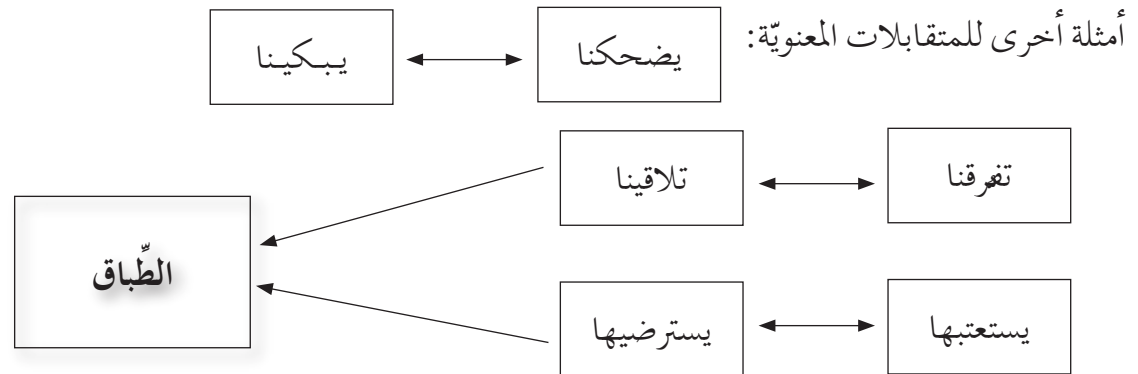 أمثلة أخرى للمتقابلات المعنويّة:
يضحكنا
يبكينا
تفرقنا
تلاقينا
الطِّباق
يستعتبها
يسترضيها